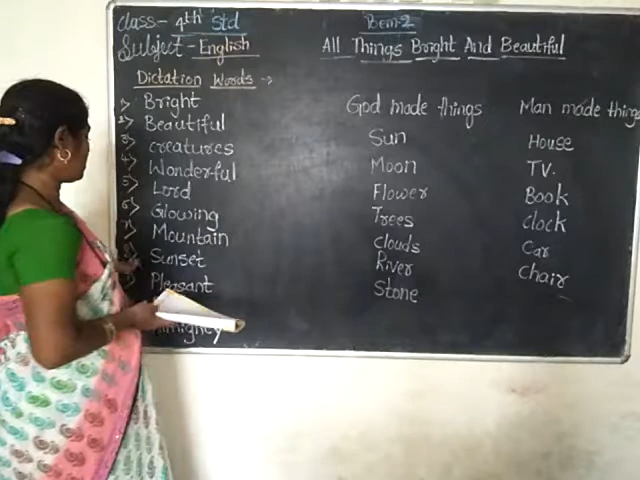 Class- 4th Std
Subject - English
Poem-2
All Things Bright And Beautiful
Dictation Words →
1> Bright
2> Beautiful
3> creatures
4> Wonderful
5> Lord
6> Glowing
7> Mountain
8> Sunset
9> Pleasant
God made things
Sun
Moon
Flower
Trees
Clouds
River
Stone
Man made things
House
TV.
Book
Clock
Car
Chair